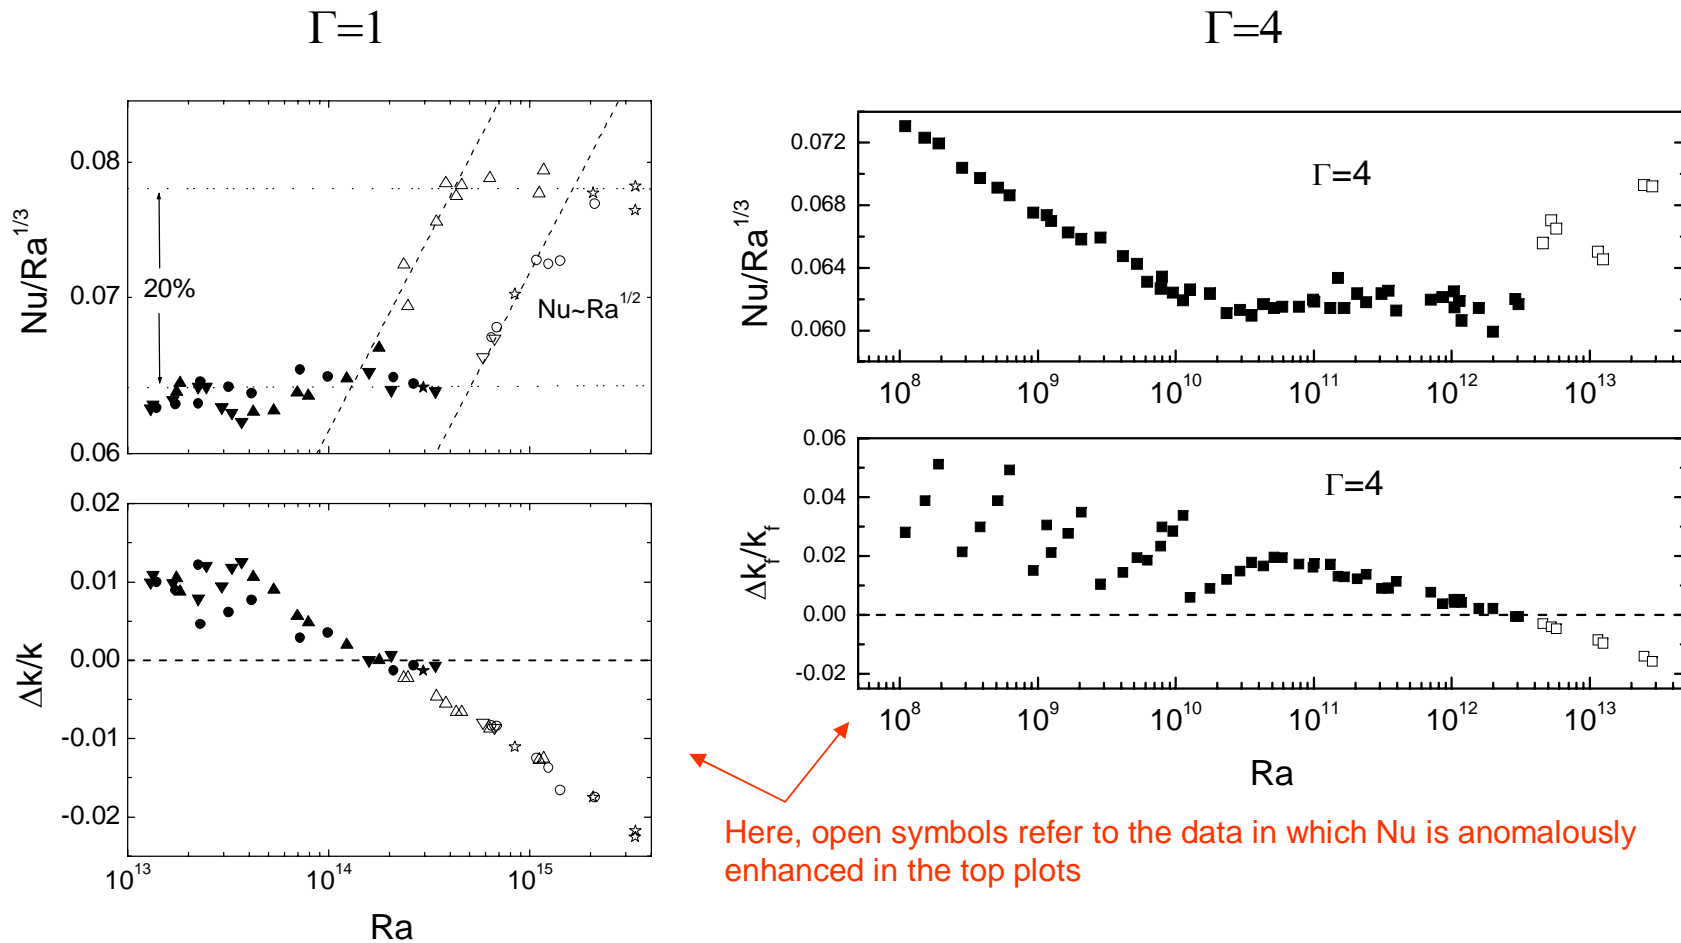 Γ=1
Γ=4
0.08
0.07
0.06
Nu/Ra^{1/3}
20%
Nu~Ra^{1/2}
0.02
0.01
0.00
-0.01
-0.02
Δk/k
10^{13}
10^{14}
10^{15}
Ra
0.072
0.068
0.064
0.060
Nu/Ra^{1/3}
Γ=4
10^{8}
10^{9}
10^{10}
10^{11}
10^{12}
10^{13}
0.06
0.04
0.02
0.00
-0.02
Δk_f/k_f
Γ=4
10^{8}
10^{9}
10^{10}
10^{11}
10^{12}
10^{13}
Ra
Here, open symbols refer to the data in which Nu is anomalously
enhanced in the top plots